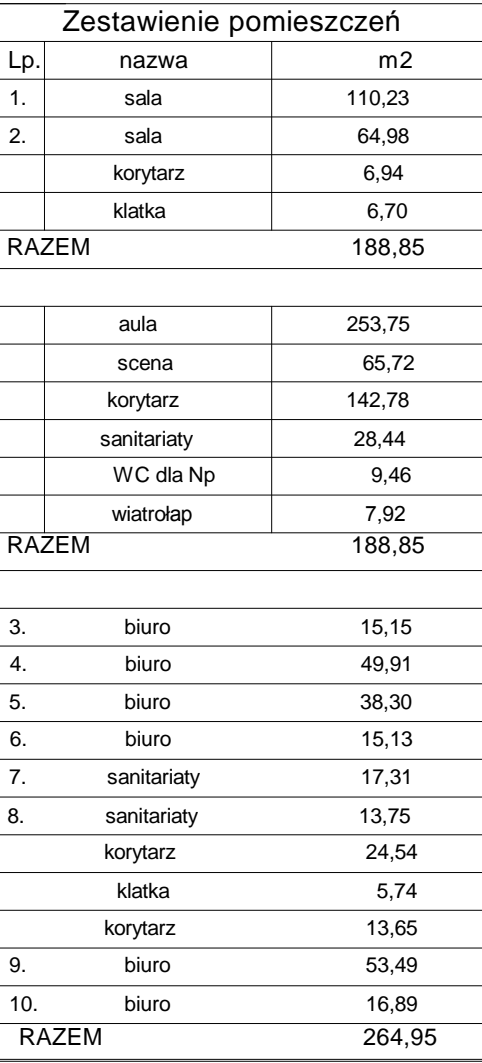 Zestawienie pomieszczeń
Lp. nazwa m2
1. sala 110,23
2. sala 64,98
korytarz 6,94
klatka 6,70
RAZEM 188,85
aula 253,75
scena 65,72
korytarz 142,78
sanitariaty 28,44
WC dla Np 9,46
wiatrołap 7,92
RAZEM 188,85
3. biuro 15,15
4. biuro 49,91
5. biuro 38,30
6. biuro 15,13
7. sanitariaty 17,31
8. sanitariaty 13,75
korytarz 24,54
klatka 5,74
korytarz 13,65
9. biuro 53,49
10. biuro 16,89
RAZEM 264,95